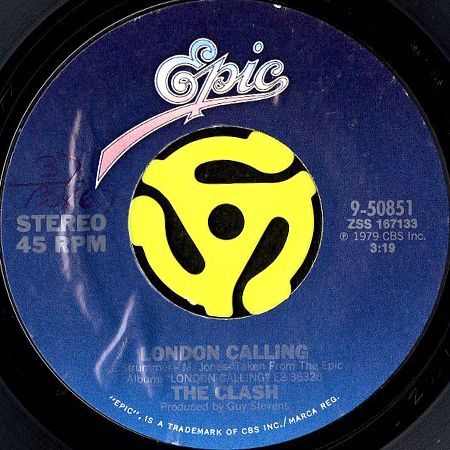 Epic
STEREO
45 RPM
9-50851
ZSS 167133
℗ 1979 CBS Inc.
3:19
LONDON CALLING
J. Strummer - M. Jones-Taken From The Epic
Album: "LONDON CALLING" E2 36328
THE CLASH
Produced by Guy Stevens
"EPIC", IS A TRADEMARK OF CBS INC./MARCA REG.